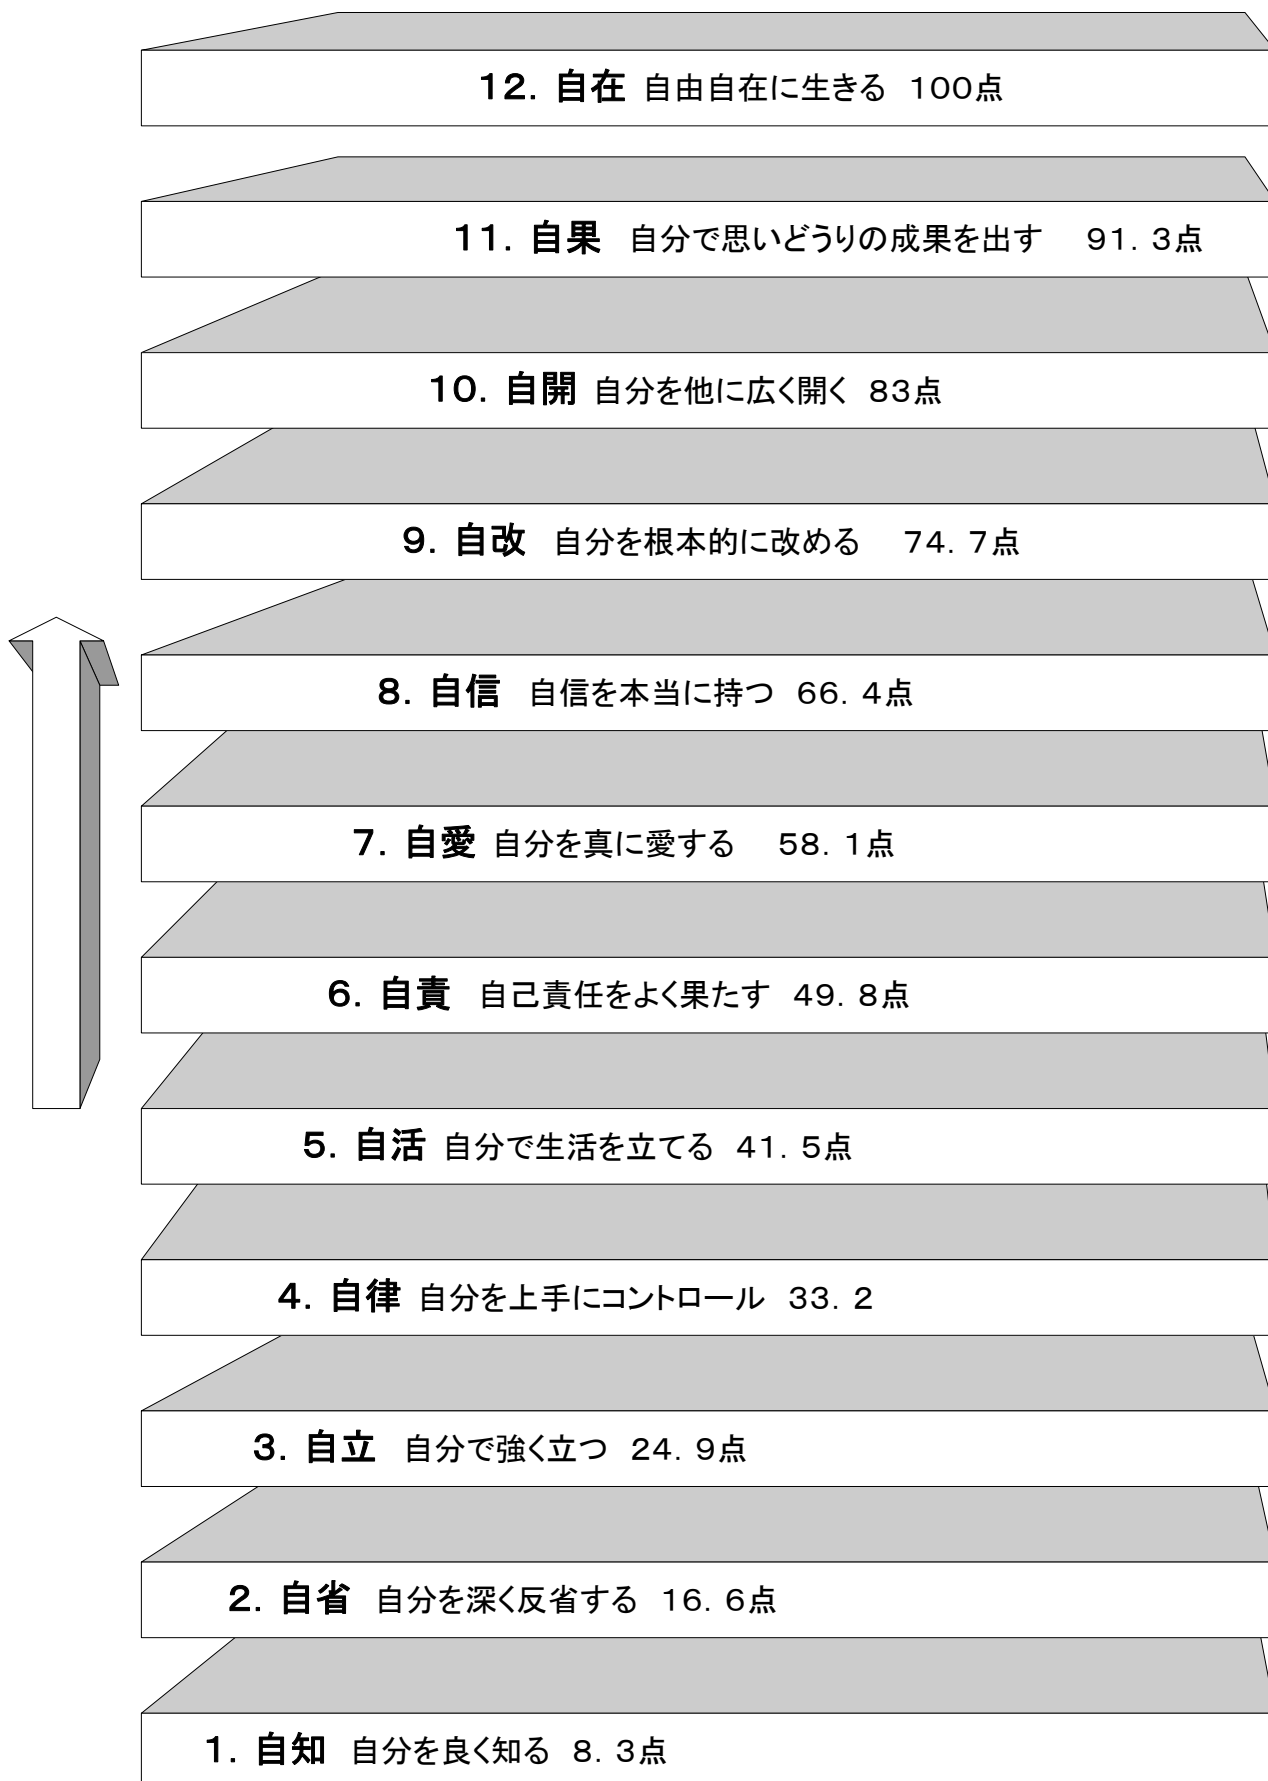 12．自在 自由自在に生きる 100点
11．自果 自分で思いどうりの成果を出す 91．3点
10．自開 自分を他に広く開く 83点
9．自改 自分を根本的に改める 74．7点
8．自信 自信を本当に持つ 66．4点
7．自愛 自分を真に愛する 58．1点
6．自責 自己責任をよく果たす 49．8点
5．自活 自分で生活を立てる 41．5点
4．自律 自分を上手にコントロール 33．2
3．自立 自分で強く立つ 24．9点
2．自省 自分を深く反省する 16．6点
1．自知 自分を良く知る 8．3点